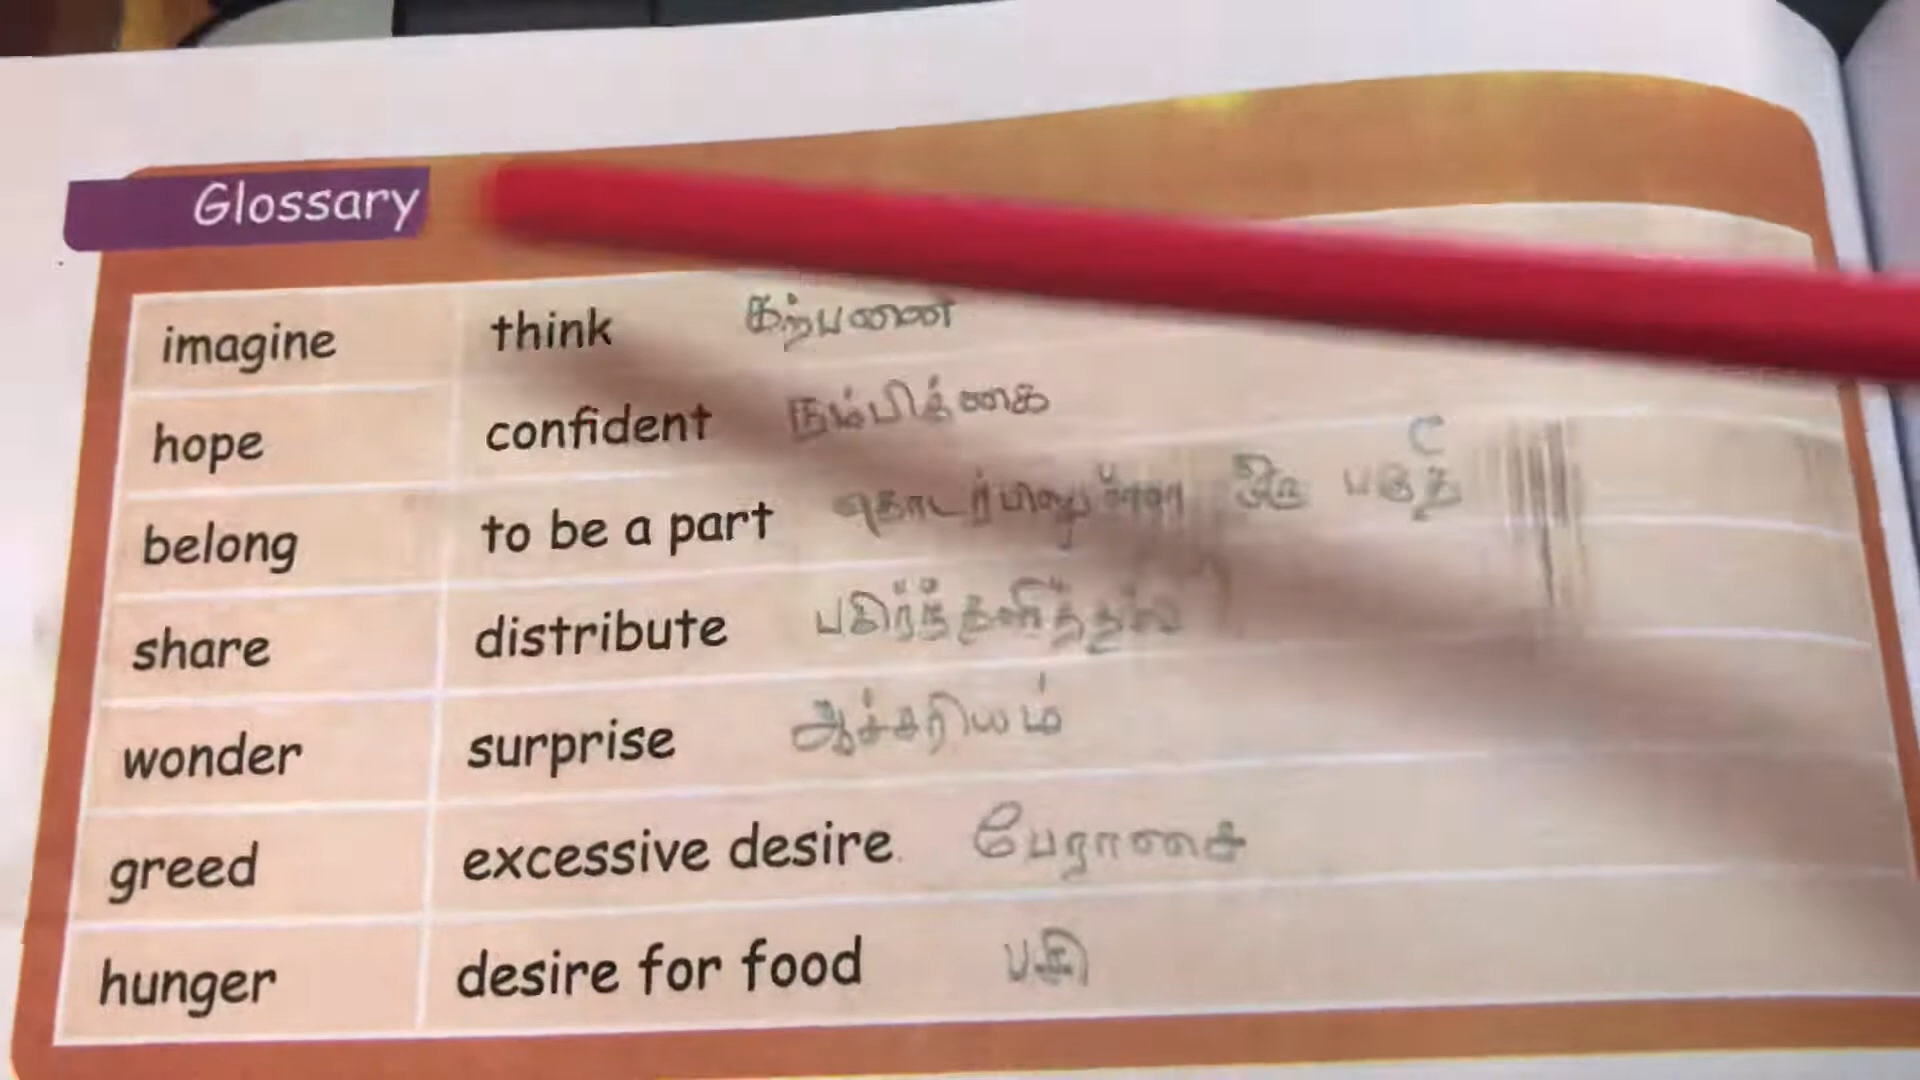 Glossary
imagine think கற்பனை
hope confident நம்பிக்கை
belong to be a part ஒரு
share distribute
wonder surprise ஆச்சரியம்
greed excessive desire பேராசை
hunger desire for food பசி